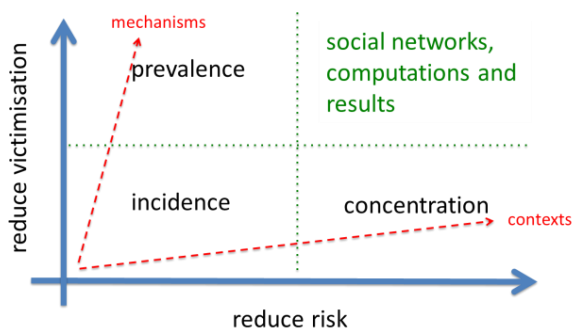 mechanisms
prevalence
social networks,
computations and
results
reduce victimisation
incidence
concentration
contexts
reduce risk